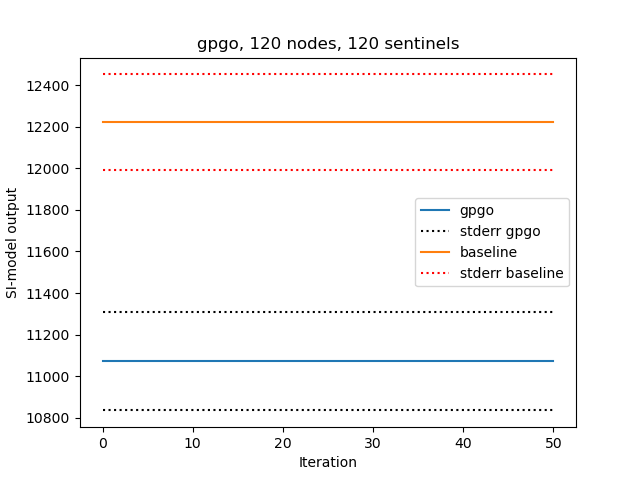 gpgo, 120 nodes, 120 sentinels
SI-model output
12400
12200
12000
11800
11600
11400
11200
11000
10800
gpgo
stderr gpgo
baseline
stderr baseline
0 10 20 30 40 50
Iteration